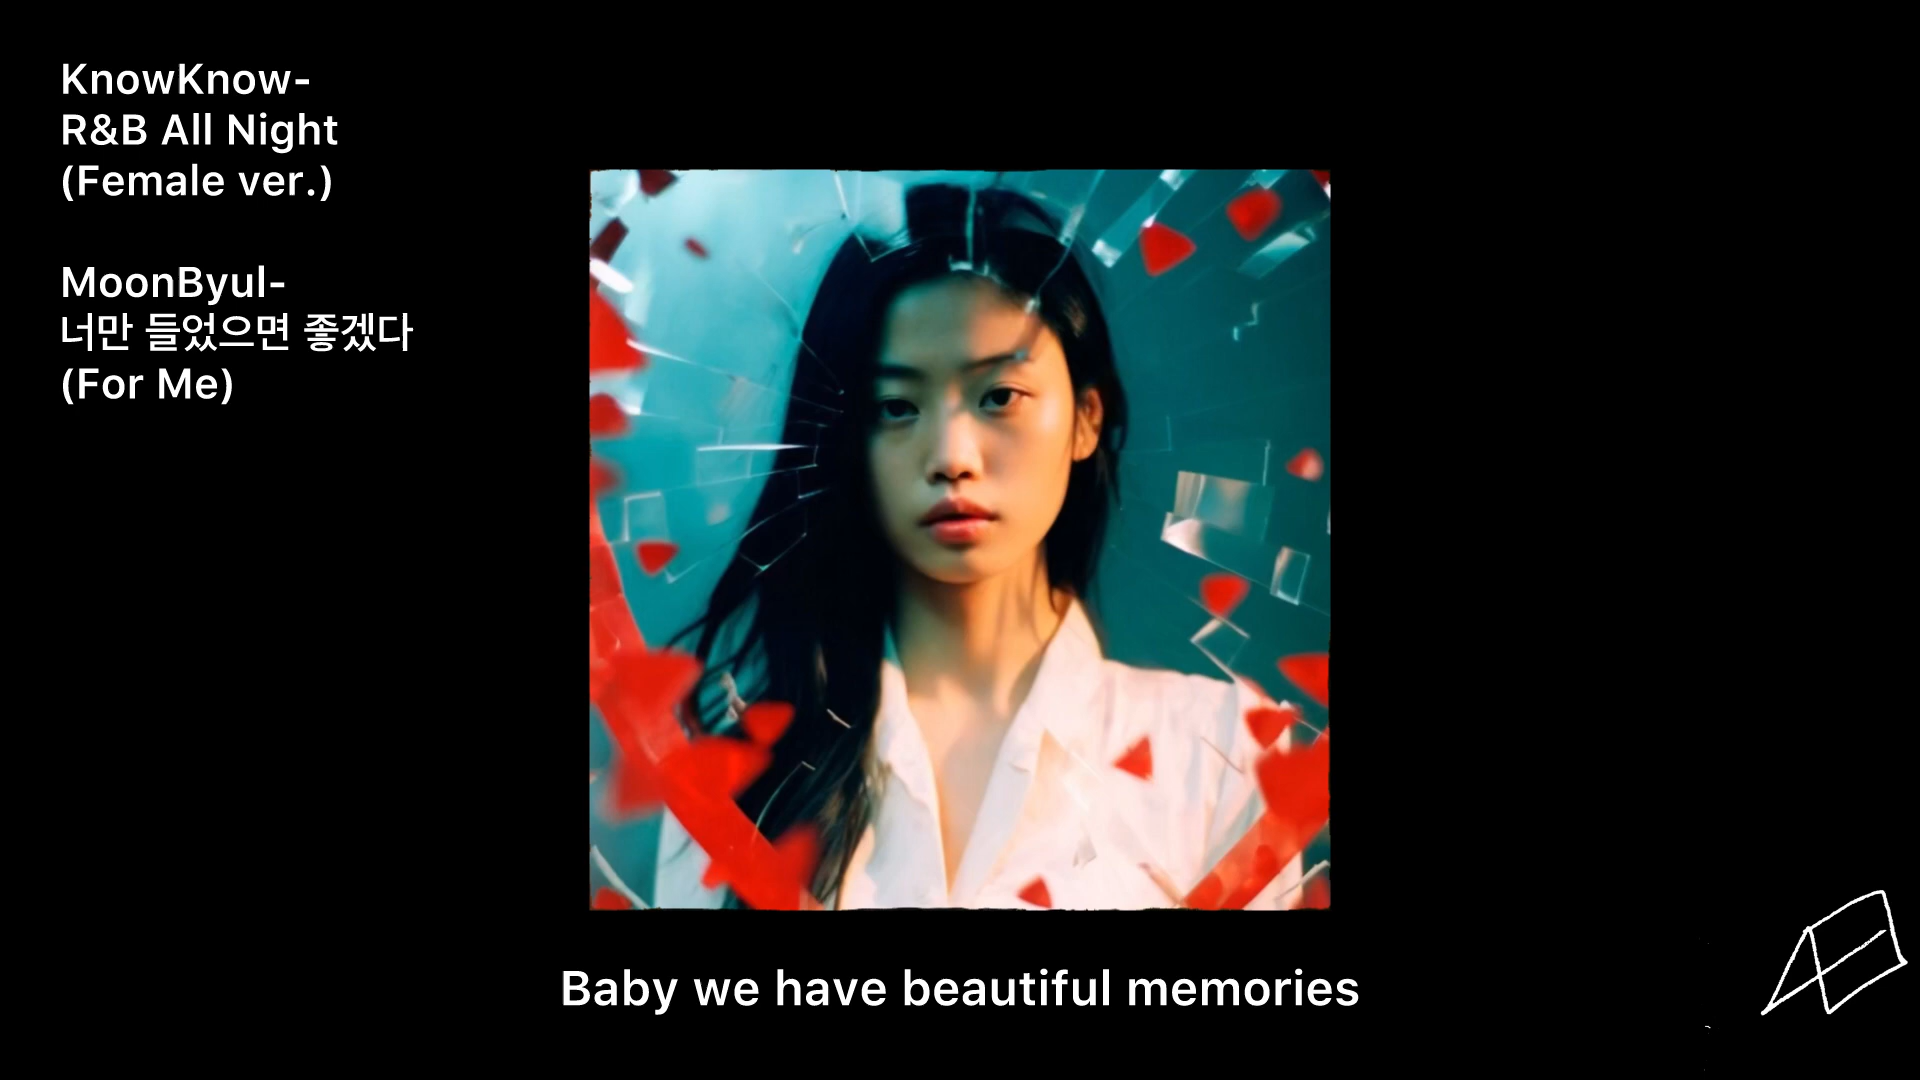 KnowKnow-
R&B All Night
(Female ver.)
MoonByul-
너만 들었으면 좋겠다
(For Me)
Baby we have beautiful memories